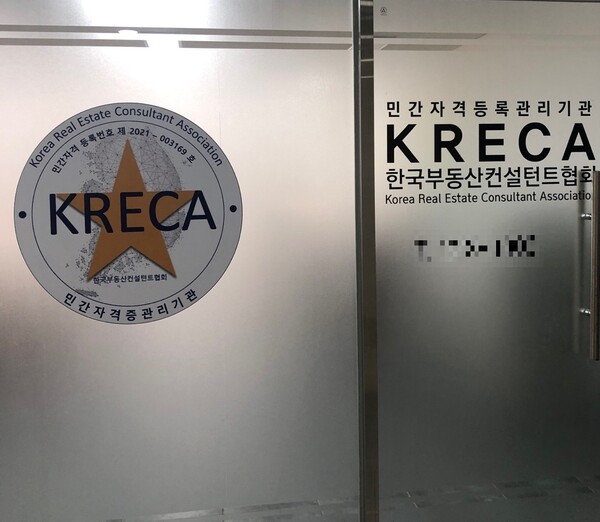 Korea Real Estate Consultant Association
민간자격 등록번호 제 2021 - 003169 호
KRECA
한국부동산컨설턴트협회
민간자격증관리기관
민간자격등록관리기관
KRECA
한국부동산컨설턴트협회
Korea Real Estate Consultant Associatio